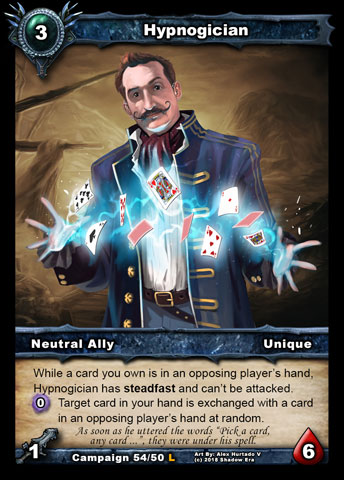 3
Hypnogician
Neutral Ally Unique
While a card you own is in an opposing player's hand,
Hypnogician has steadfast and can't be attacked.
0 Target card in your hand is exchanged with a card
in an opposing player's hand at random.
As soon as he uttered the words "Pick a card,
any card ...", they were under his spell.
1 Campaign 54/50 L Art By: Alex Hurtado V
(c) 2018 Shadow Era 6